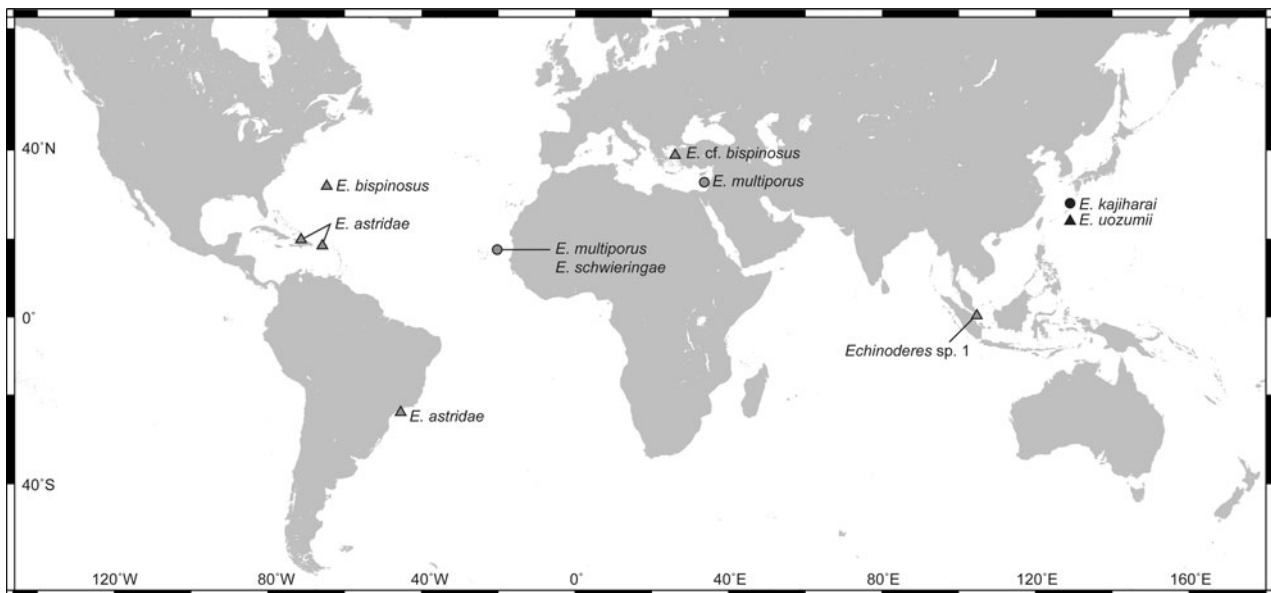 40°N
E. cf. bispinosus
E. multiporus
E. bispinosus
E. kajiharai
E. uozumii
E. astridae
E. multiporus
E. schwieringae
0°
Echinoderes sp. 1
E. astridae
40°S
120°W
80°W
40°W
0°
40°E
80°E
120°E
160°E